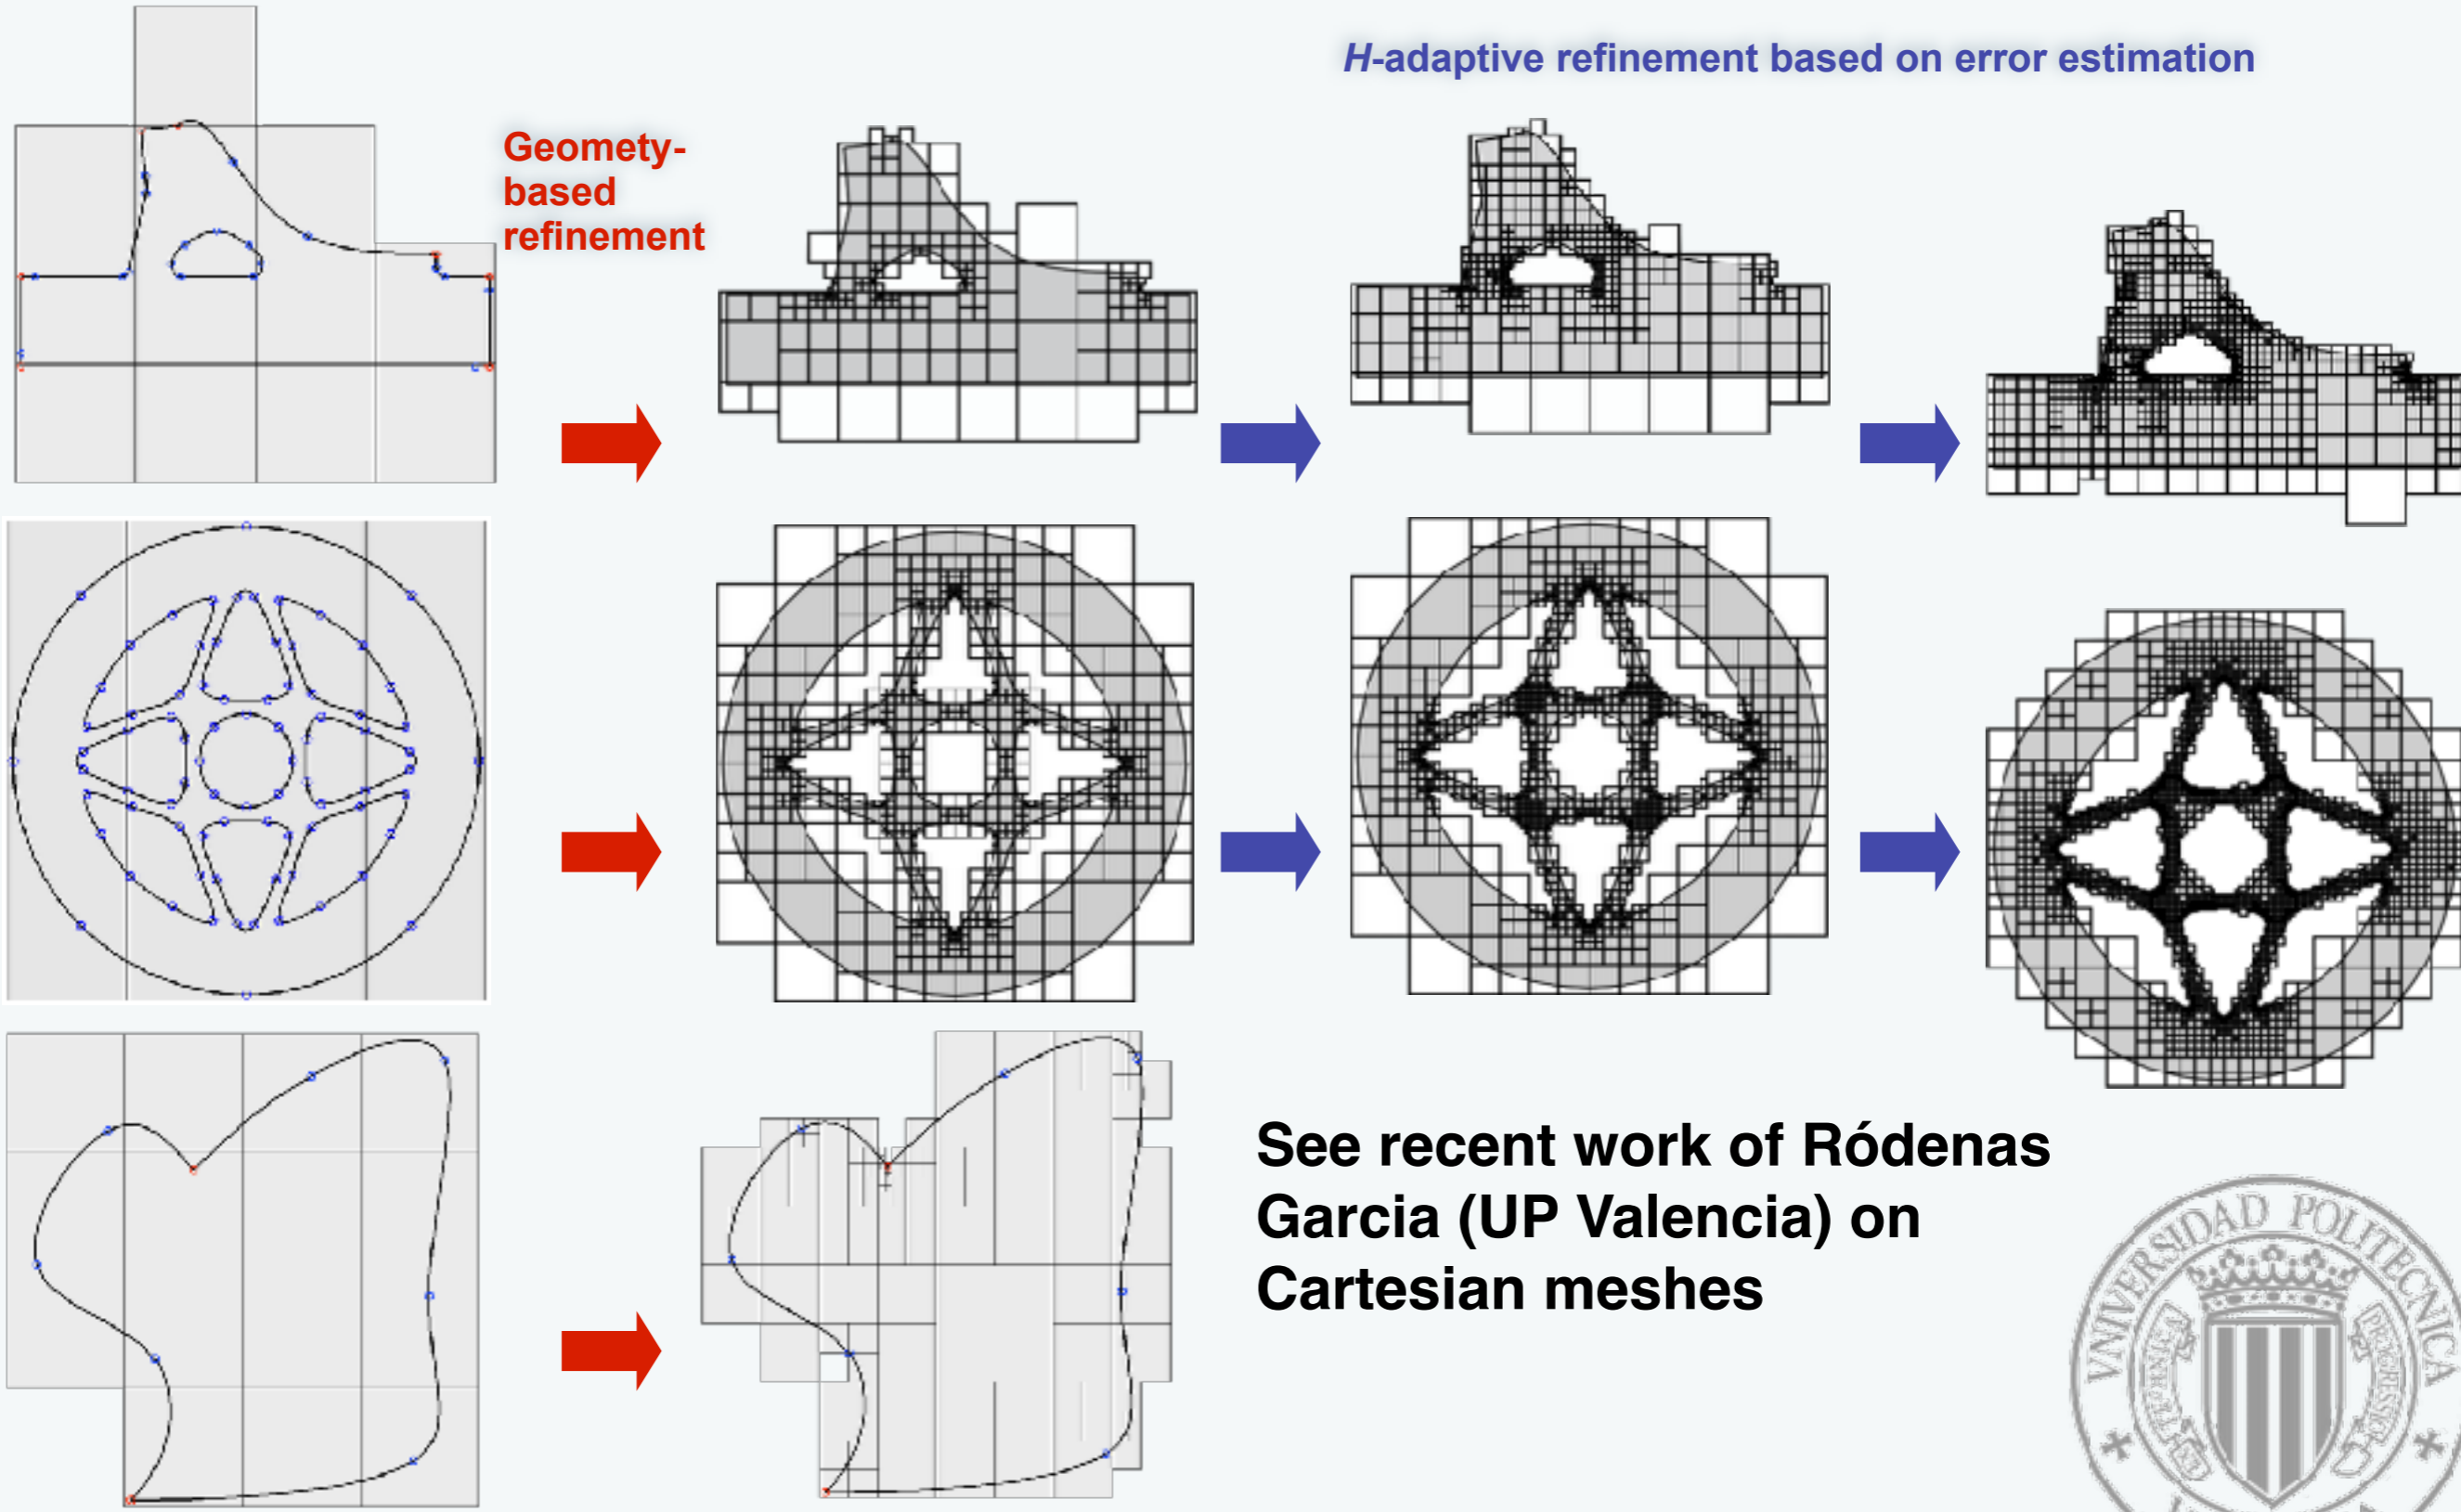 H-adaptive refinement based on error estimation
Geomety-
based
refinement
See recent work of Ródenas
Garcia (UP Valencia) on
Cartesian meshes
VNIVERSIDAD POLITECNICA